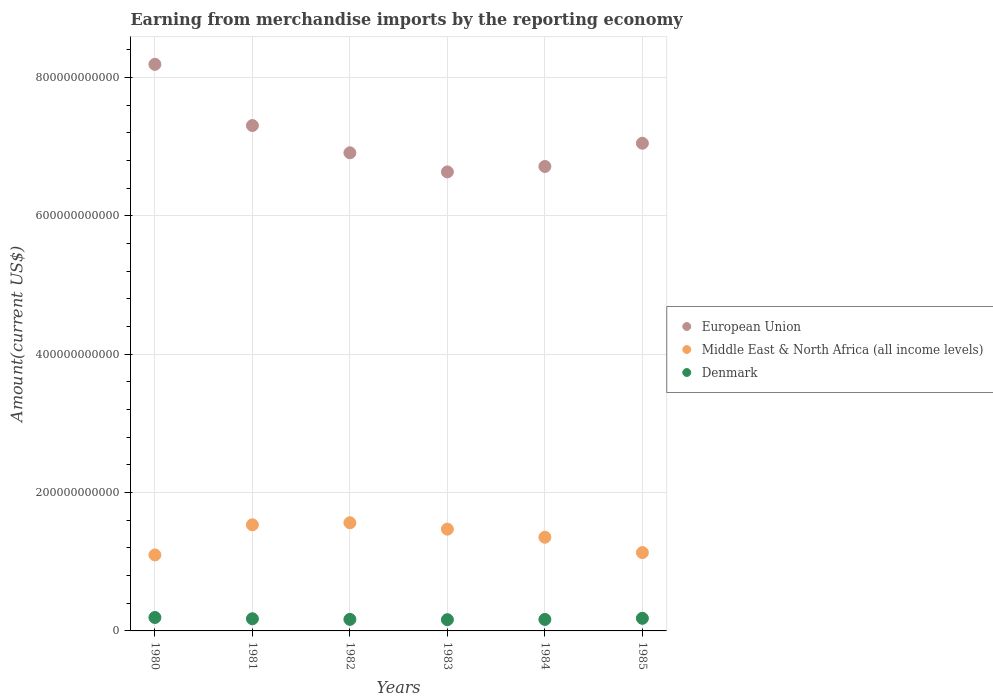 Earning from merchandise imports by the reporting economy
Amount(current US$)
800000000000
600000000000
400000000000
200000000000
0
1980
1981
1982
1983
1984
1985
Years
European Union
Middle East & North Africa (all income levels)
Denmark